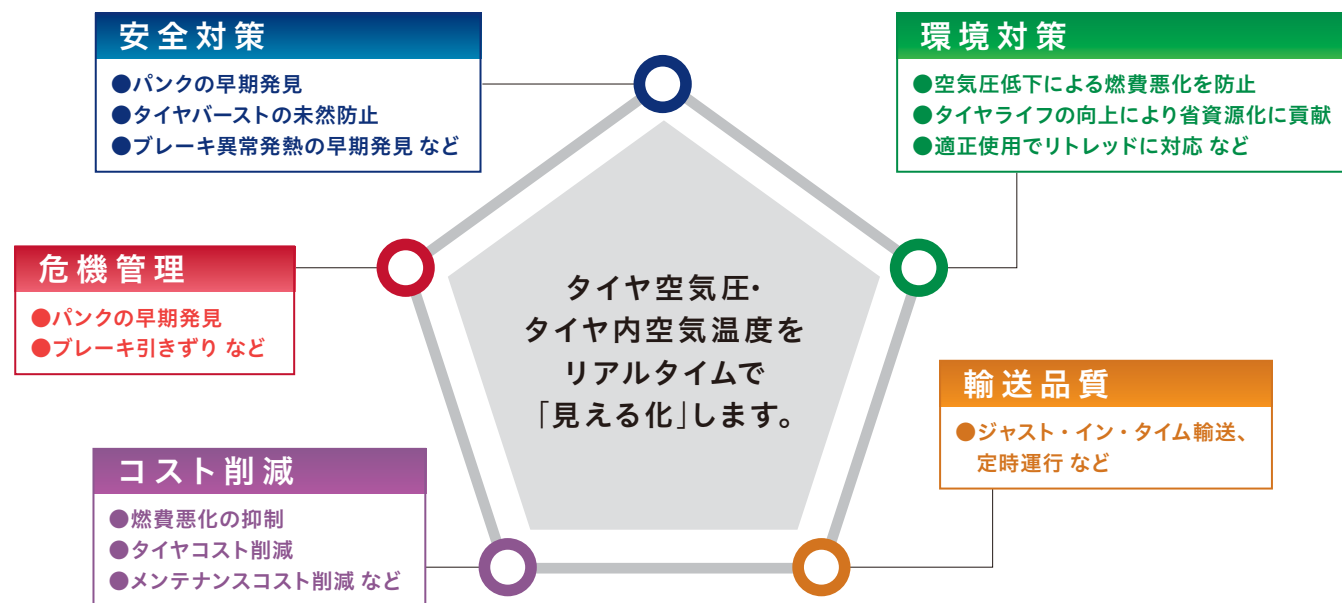 安全対策
●パンクの早期発見
●タイヤバーストの未然防止
●ブレーキ異常発熱の早期発見 など
環境対策
●空気圧低下による燃費悪化を防止
●タイヤライフの向上により省資源化に貢献
●適正使用でリトレッドに対応 など
危機管理
●パンクの早期発見
●ブレーキ引きずり など
タイヤ空気圧・
タイヤ内空気温度を
リアルタイムで
「見える化」します。
輸送品質
●ジャスト・イン・タイム輸送、
定時運行 など
コスト削減
●燃費悪化の抑制
●タイヤコスト削減
●メンテナンスコスト削減 など